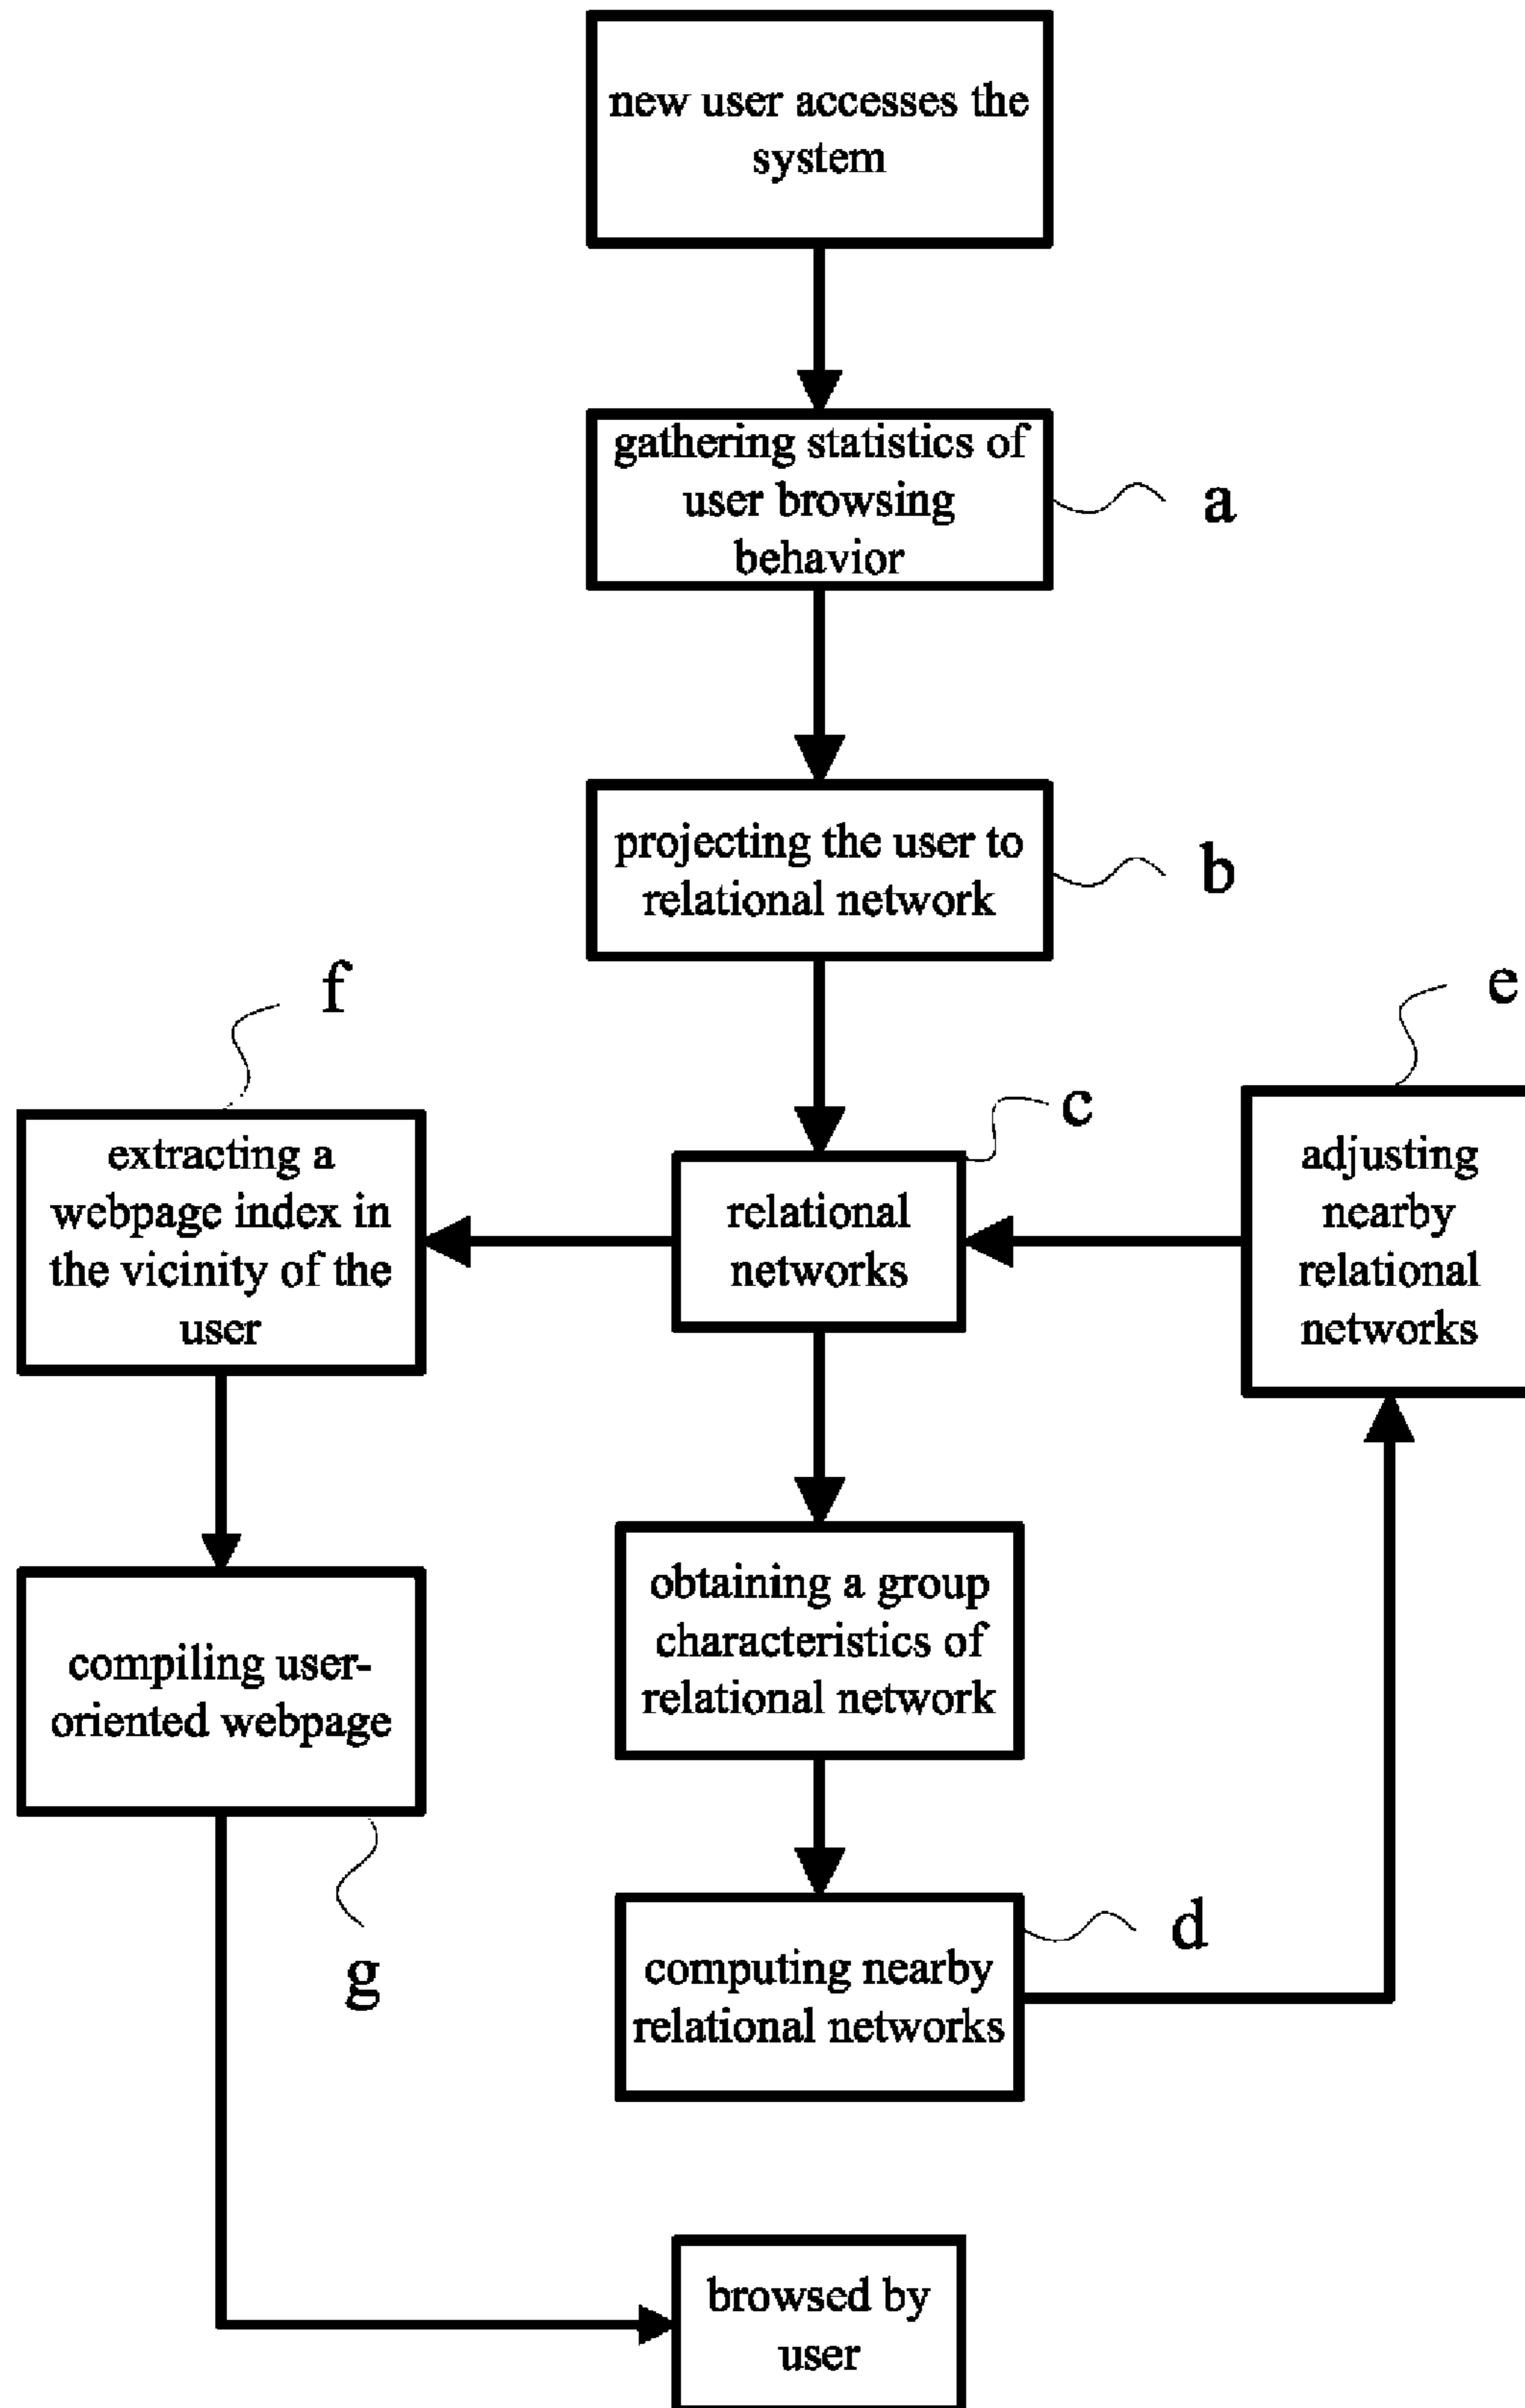 new user accesses the
system
gathering statistics of
user browsing
behavior
a
projecting the user to
relational network
b
f
e
c
extracting a
webpage index in
the vicinity of the
user
relational
networks
adjusting
nearby
relational
networks
obtaining a group
characteristics of
relational network
compiling user-
oriented webpage
g
computing nearby
relational networks
d
browsed by
user